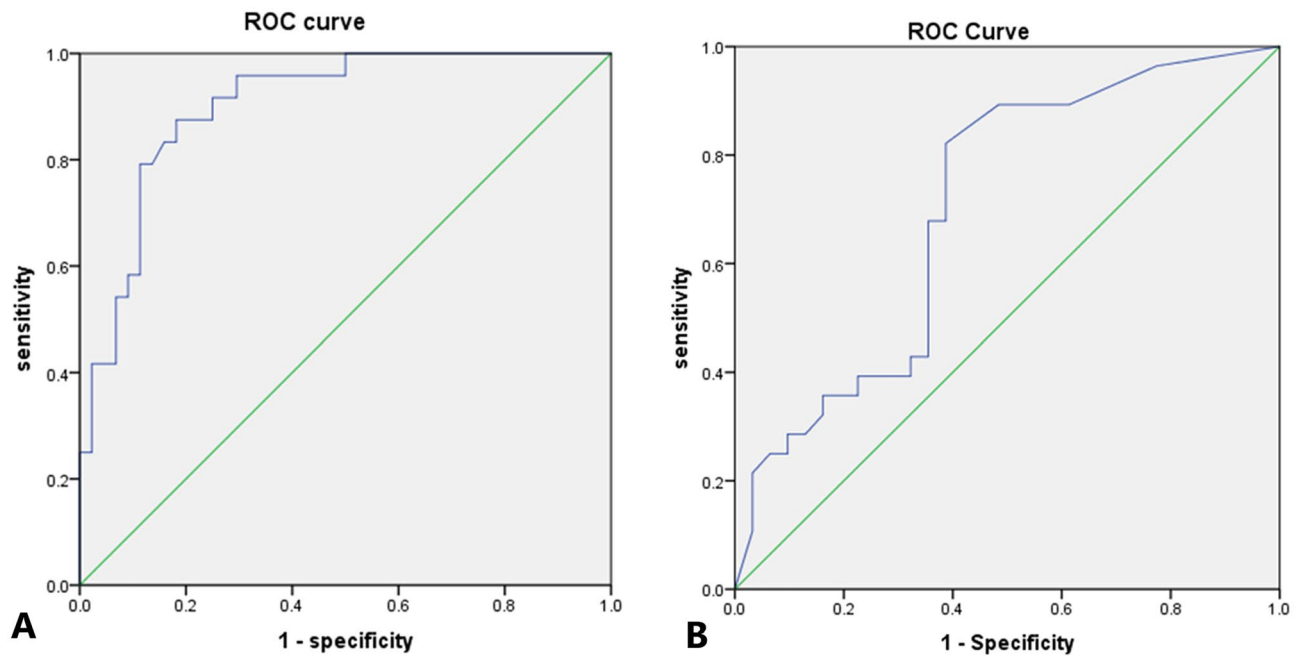 ROC curve
1.0
0.8
0.6
0.4
0.2
0.0
sensitivity
0.0 0.2 0.4 0.6 0.8 1.0
1 - specificity
A
ROC Curve
1.0
0.8
0.6
0.4
0.2
0.0
sensitivity
0.0 0.2 0.4 0.6 0.8 1.0
1 - Specificity
B